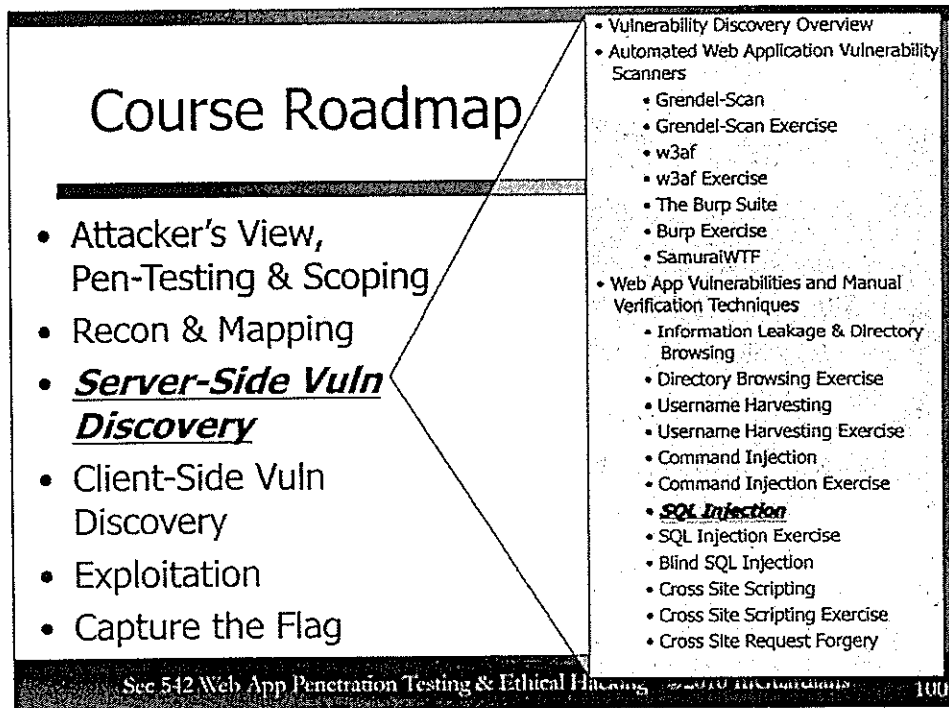 Course Roadmap
• Attacker's View,
Pen-Testing & Scoping
• Recon & Mapping
• Server-Side Vuln
Discovery
• Client-Side Vuln
Discovery
• Exploitation
• Capture the Flag
• Vulnerability Discovery Overview
• Automated Web Application Vulnerability
Scanners
• Grendel-Scan
• Grendel-Scan Exercise
• w3af
• w3af Exercise
• The Burp Suite
• Burp Exercise
• SamuraiWTF
• Web App Vulnerabilities and Manual
Verification Techniques
• Information Leakage & Directory
Browsing
• Directory Browsing Exercise
• Username Harvesting
• Username Harvesting Exercise
• Command Injection
• Command Injection Exercise
• SQL Injection
• SQL Injection Exercise
• Blind SQL Injection
• Cross Site Scripting
• Cross Site Scripting Exercise
• Cross Site Request Forgery
Sec 542 Web App Penetration Testing & Ethical Hacking
100